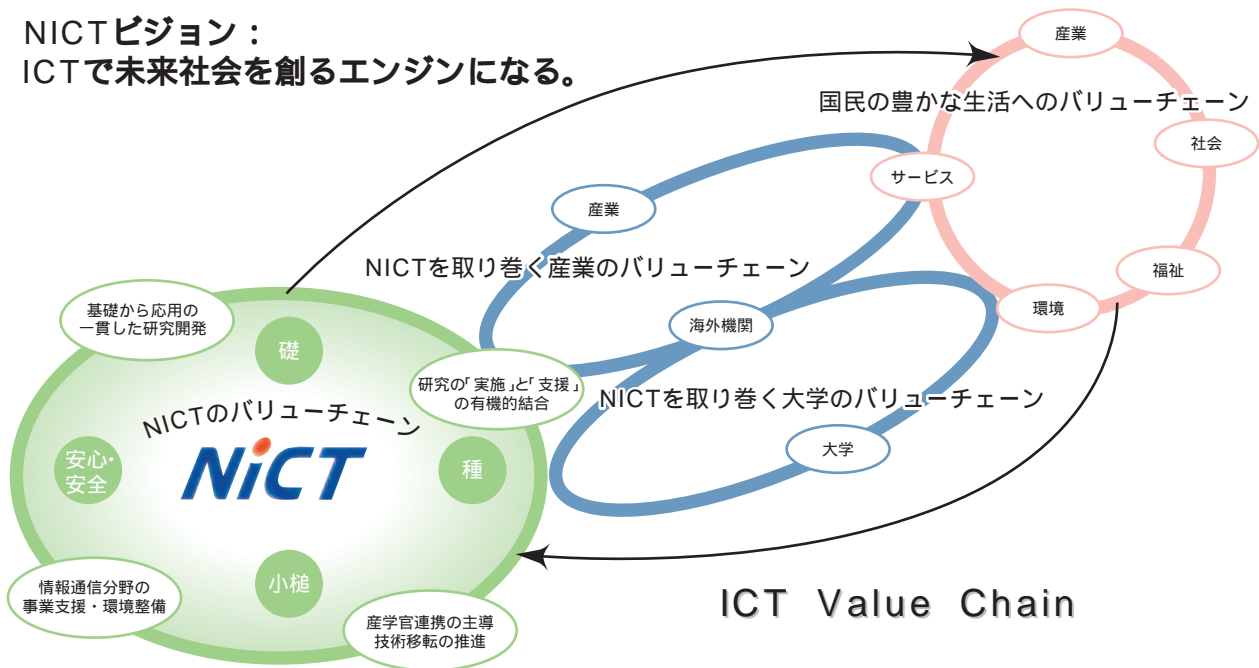 NICTビジョン：
ICTで未来社会を創るエンジンになる。
産業
国民の豊かな生活へのバリューチェーン
社会
サービス
福祉
環境
産業
NICTを取り巻く産業のバリューチェーン
海外機関
NICTを取り巻く大学のバリューチェーン
大学
基礎から応用の
一貫した研究開発
礎
研究の「実施」と「支援」
の有機的結合
NICTのバリューチェーン
安心・
安全
NiCT
種
小槌
情報通信分野の
事業支援・環境整備
産学官連携の主導
技術移転の推進
ICT Value Chain